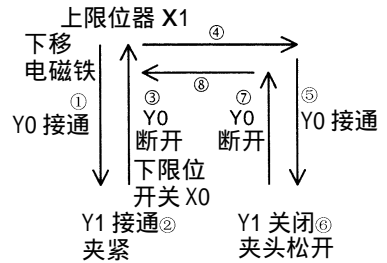 上限位器 X1
下移
电磁铁
④
⑧
①
Y0 接通
③
Y0
断开
⑦
Y0
断开
⑤
Y0 接通
下限位
开关 X0
Y1 接通②
夹紧
Y1 关闭⑥
夹头松开